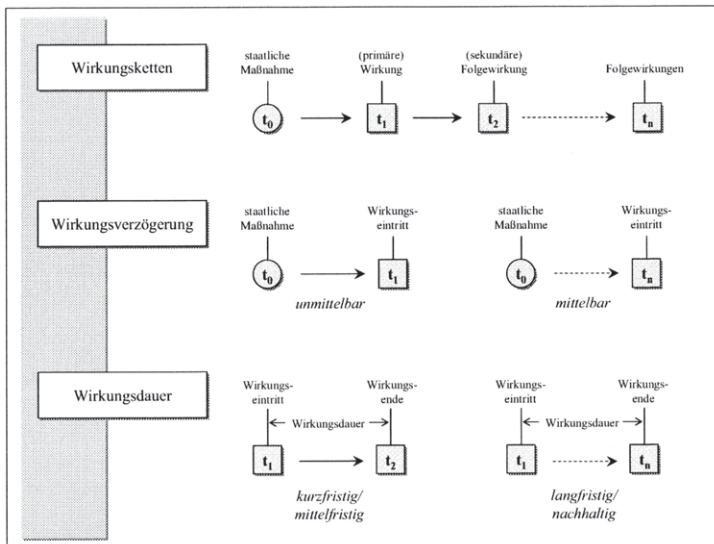 Wirkungsketten
staatliche
Maßnahme
(primäre)
Wirkung
(sekundäre)
Folgewirkung
Folgewirkungen
t0
t1
t2
tn
Wirkungsverzögerung
staatliche
Maßnahme
Wirkungs-
eintritt
staatliche
Maßnahme
Wirkungs-
eintritt
t0
t1
t0
tn
unmittelbar
mittelbar
Wirkungsdauer
Wirkungs-
eintritt
Wirkungs-
ende
Wirkungs-
eintritt
Wirkungs-
ende
Wirkungsdauer
Wirkungsdauer
t1
t2
t1
tn
kurzfristig/
mittelfristig
langfristig/
nachhaltig